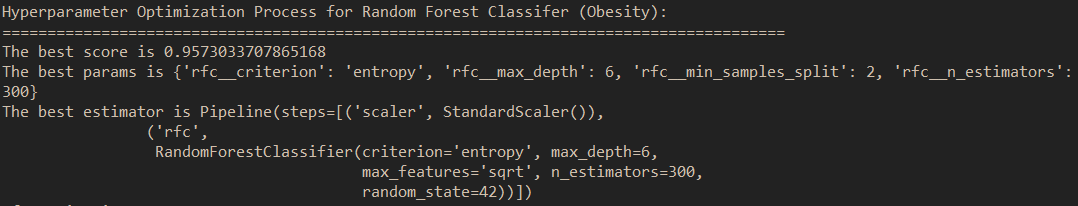 Hyperparameter Optimization Process for Random Forest Classifer (Obesity):
=======================================================================================
The best score is 0.9573033707865168
The best params is {'rfc__criterion': 'entropy', 'rfc__max_depth': 6, 'rfc__min_samples_split': 2, 'rfc__n_estimators':
300}
The best estimator is Pipeline(steps=[('scaler', StandardScaler()),
                ('rfc',
                 RandomForestClassifier(criterion='entropy', max_depth=6,
                                        max_features='sqrt', n_estimators=300,
                                        random_state=42))])